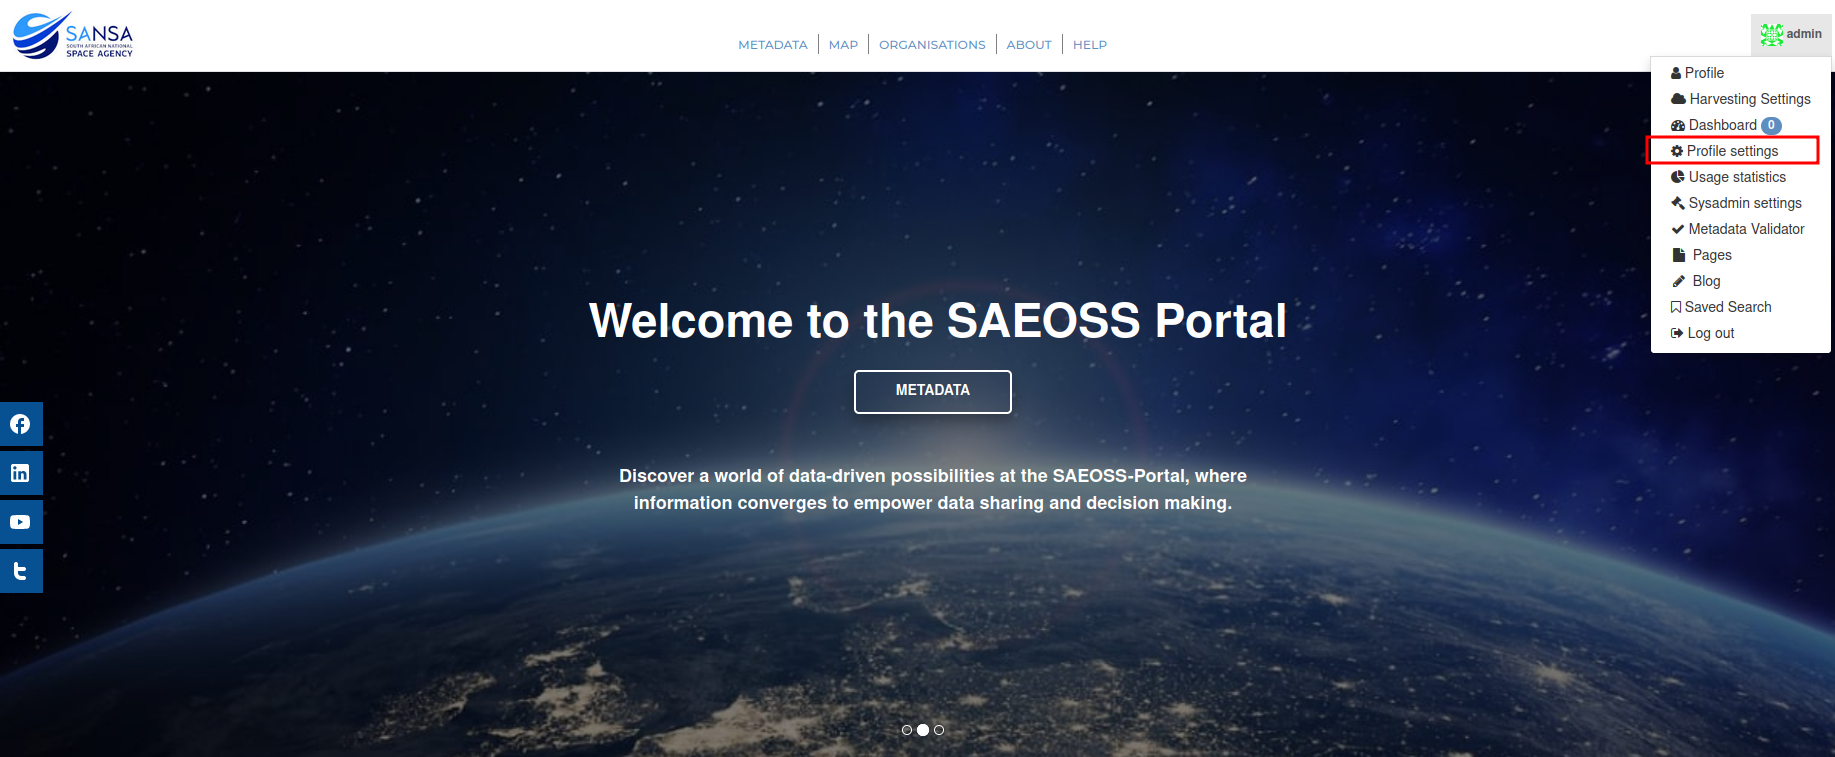 SANSA
SOUTH AFRICAN NATIONAL
SPACE AGENCY
METADATA
MAP
ORGANISATIONS
ABOUT
HELP
admin
Profile
Harvesting Settings
Dashboard 0
Profile settings
Usage statistics
Sysadmin settings
Metadata Validator
Pages
Blog
Saved Search
Log out
Welcome to the SAEOSS Portal
METADATA
Discover a world of data-driven possibilities at the SAEOSS-Portal, where
information converges to empower data sharing and decision making.